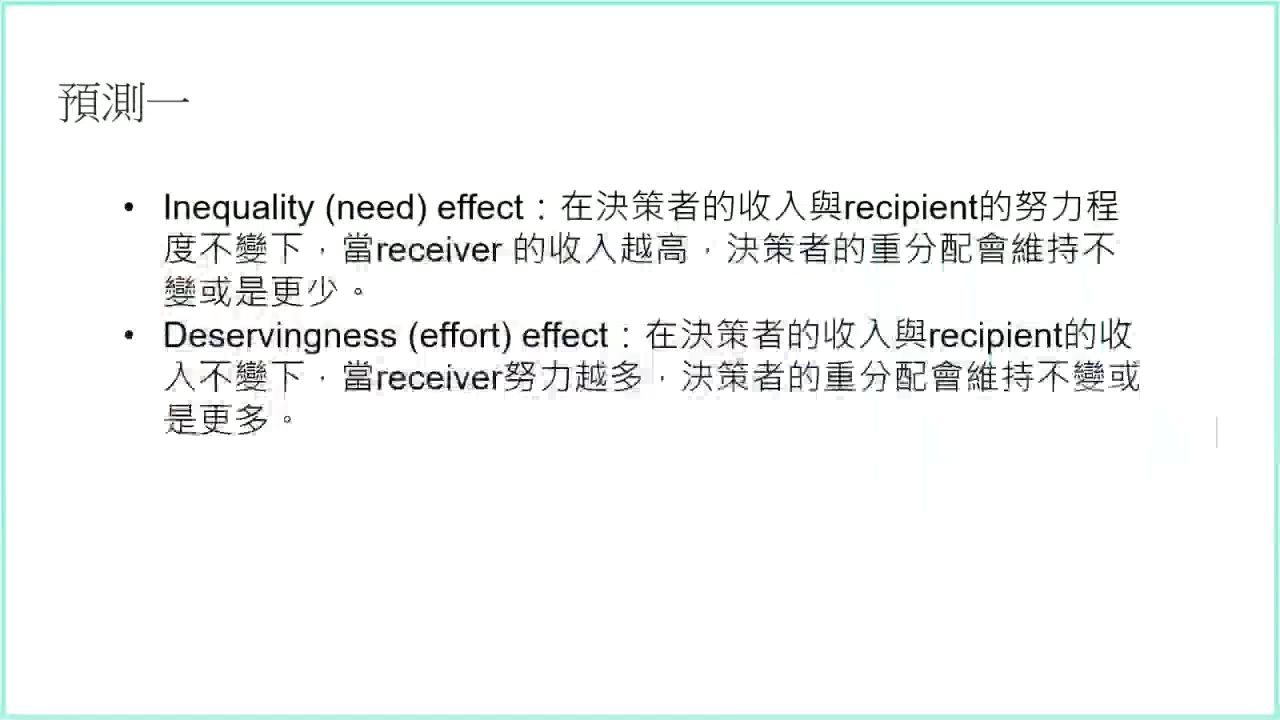 預測一
• Inequality (need) effect：在決策者的收入與recipient的努力程
度不變下，當receiver 的收入越高，決策者的重分配會維持不
變或是更少。
• Deservingness (effort) effect：在決策者的收入與recipient的收
入不變下，當receiver努力越多，決策者的重分配會維持不變或
是更多。